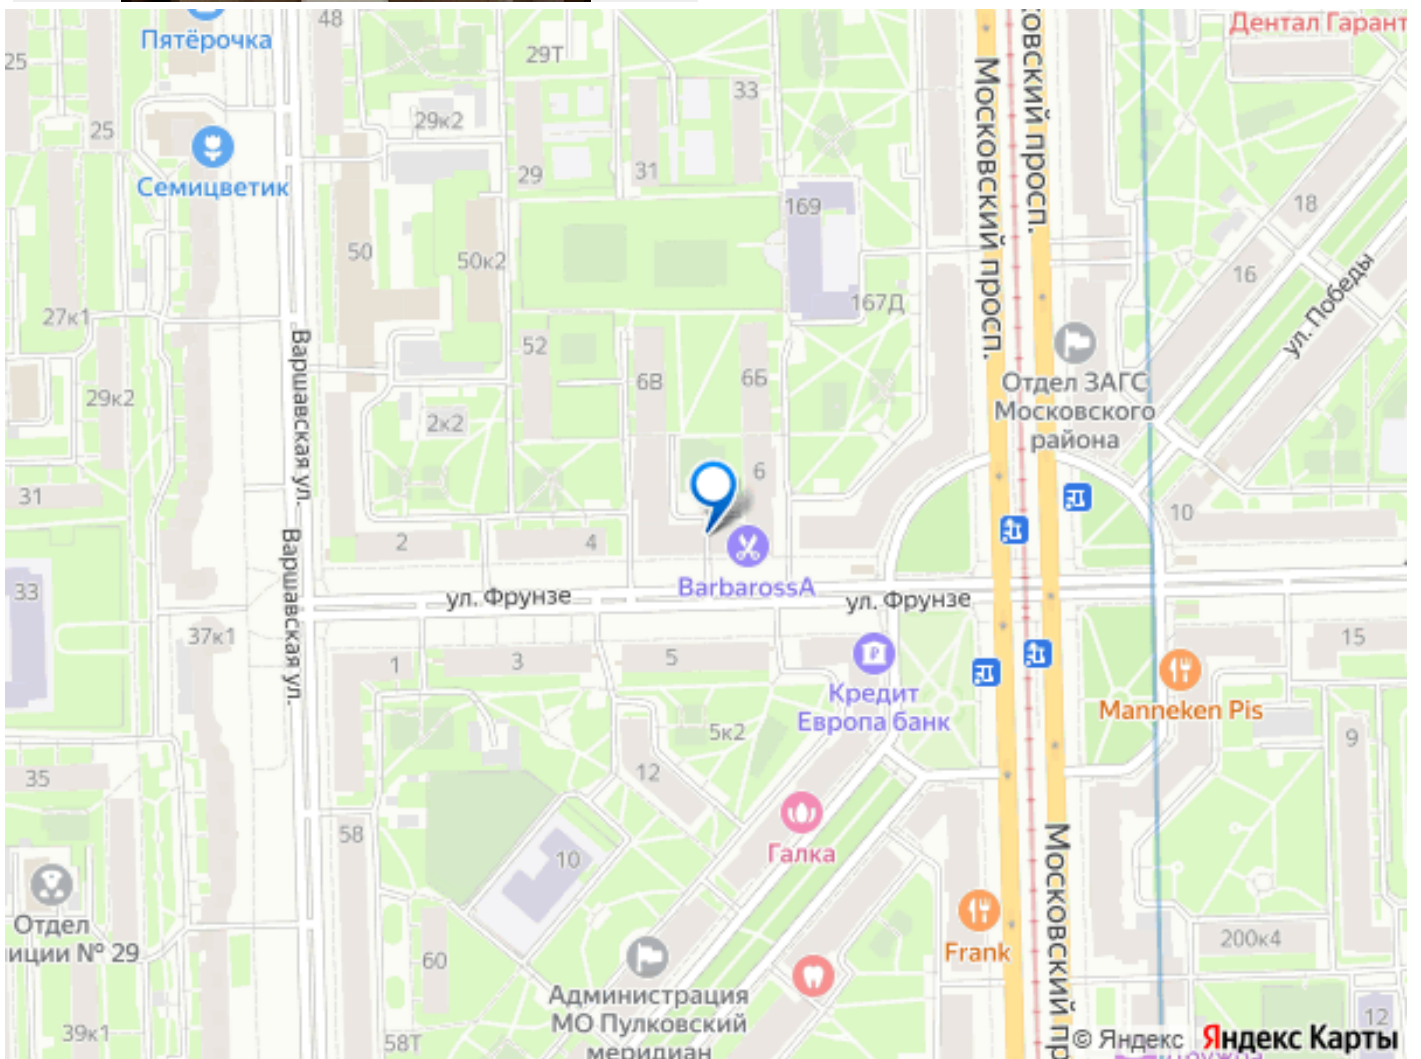 48
Пятёрочка
29Т
25
33
Московский просп.
ковский просп.
Дентал Гарант
25
29к2
Семицветик
29
31
169
18
50
50к2
16
167Д
ул. Победы
27к1
Варшавская ул.
52
6В
6Б
Отдел ЗАГС
Московского
района
29к2
2к2
31
6
10
2
4
BarbarossA
33
Варшавская ул.
ул. Фрунзе
ул. Фрунзе
37к1
1
3
5
15
Кредит
Европа банк
Manneken Pis
5к2
9
35
12
58
10
Галка
Московский пр
Отдел
иции № 29
60
Frank
200к4
Администрация
МО Пулковский
меридиан
39к1
58Т
12
© Яндекс Яндекс Карты